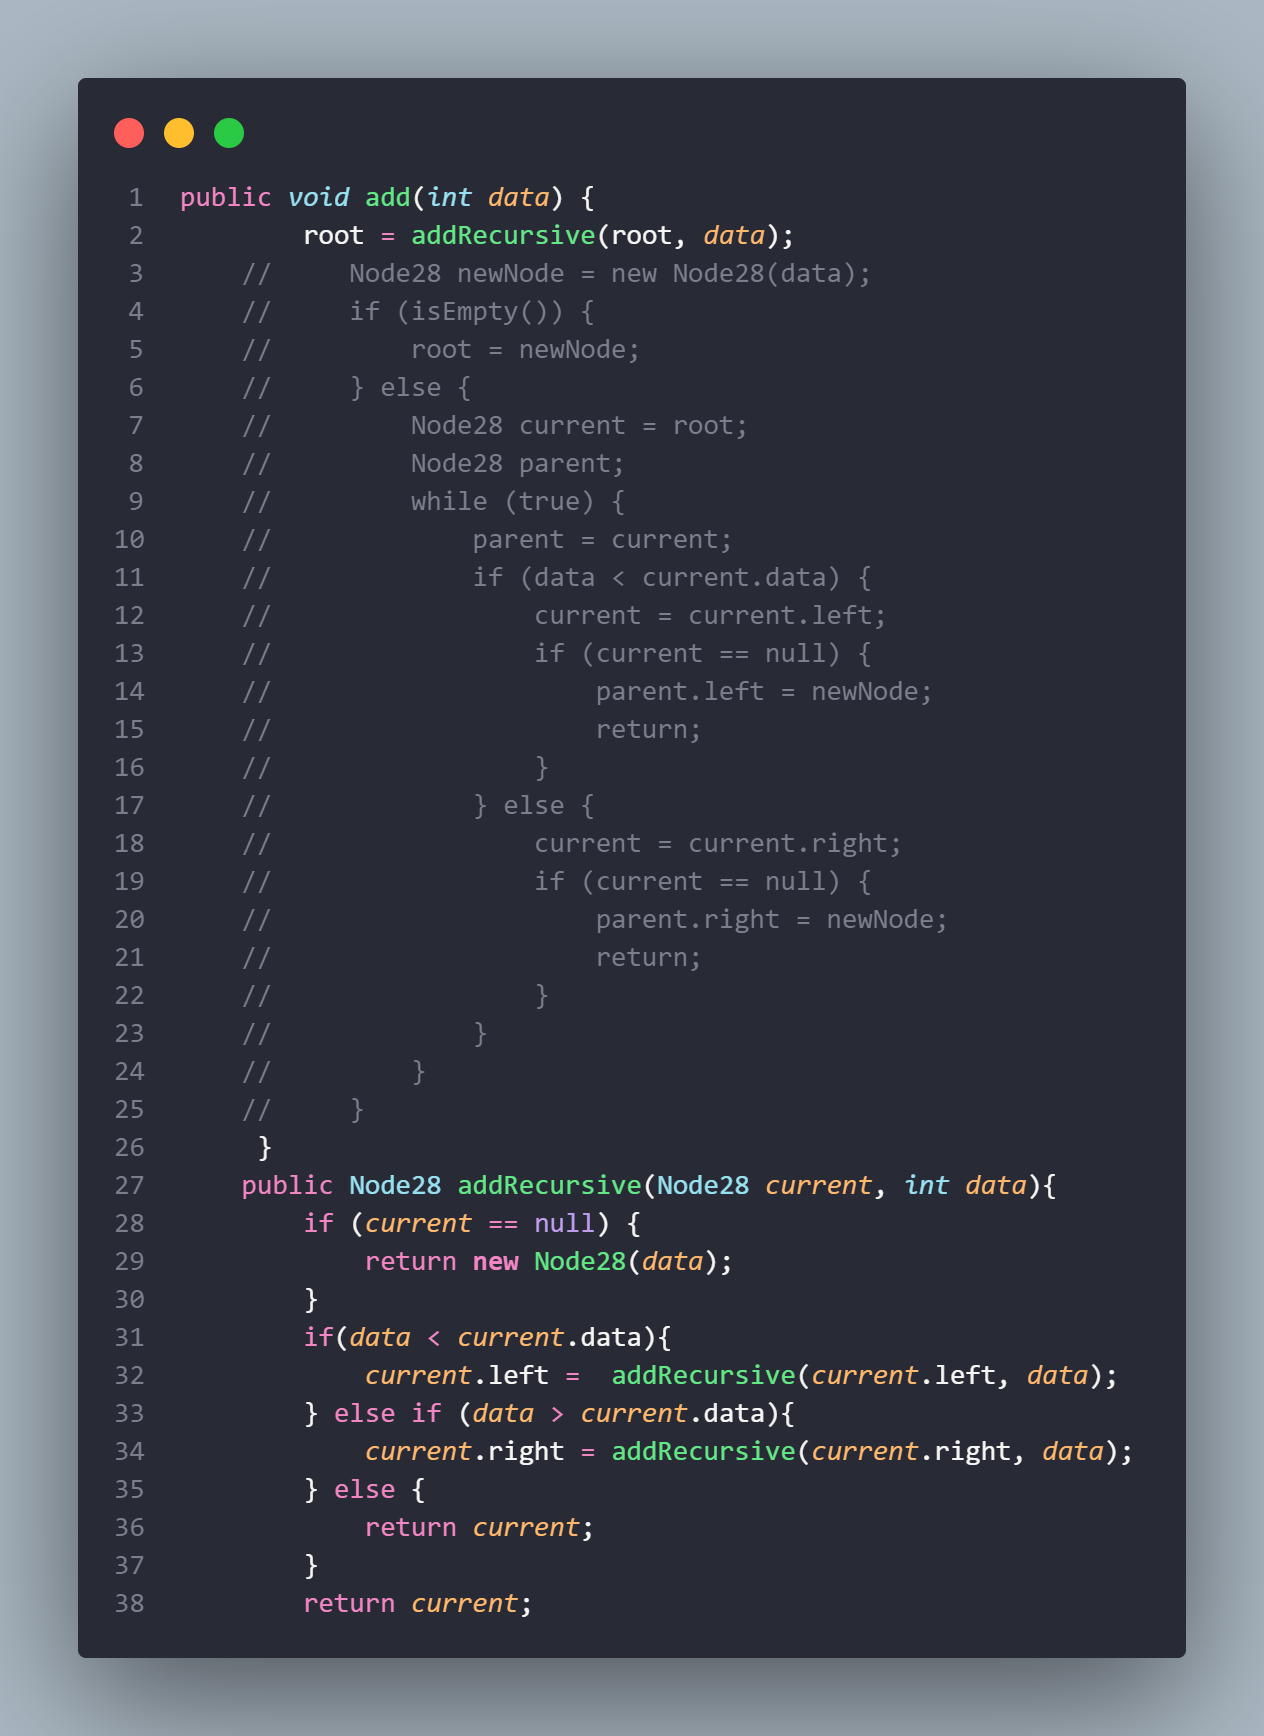 1 public void add(int data) {
2 root = addRecursive(root, data);
3 // Node28 newNode = new Node28(data);
4 // if (isEmpty()) {
5 // root = newNode;
6 // } else {
7 // Node28 current = root;
8 // Node28 parent;
9 // while (true) {
10 // parent = current;
11 // if (data < current.data) {
12 // current = current.left;
13 // if (current == null) {
14 // parent.left = newNode;
15 // return;
16 // }
17 // } else {
18 // current = current.right;
19 // if (current == null) {
20 // parent.right = newNode;
21 // return;
22 // }
23 // }
24 // }
25 // }
26 }
27 public Node28 addRecursive(Node28 current, int data){
28 if (current == null) {
29 return new Node28(data);
30 }
31 if(data < current.data){
32 current.left =  addRecursive(current.left, data);
33 } else if (data > current.data){
34 current.right = addRecursive(current.right, data);
35 } else {
36 return current;
37 }
38 return current;